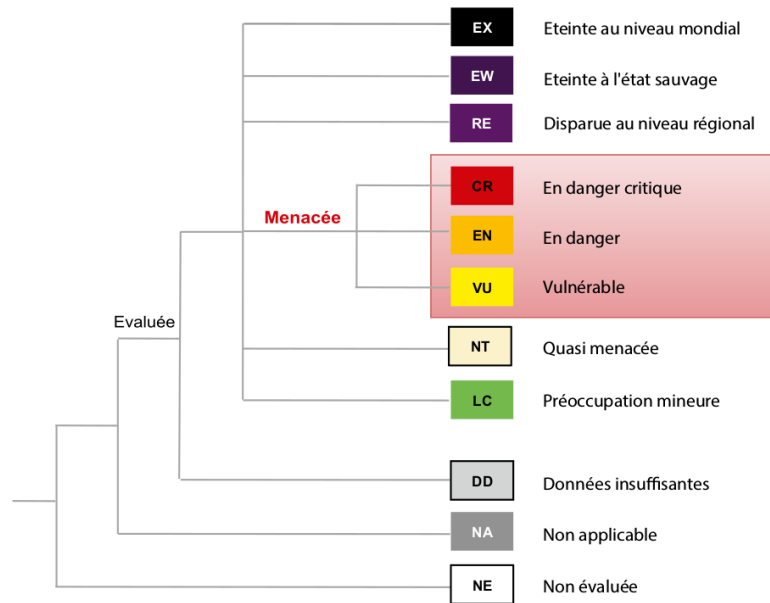 EX Eteinte au niveau mondial
EW Eteinte à l'état sauvage
RE Disparue au niveau régional
CR En danger critique
Menacée
EN En danger
VU Vulnérable
Evaluée
NT Quasi menacée
LC Préoccupation mineure
DD Données insuffisantes
NA Non applicable
NE Non évaluée